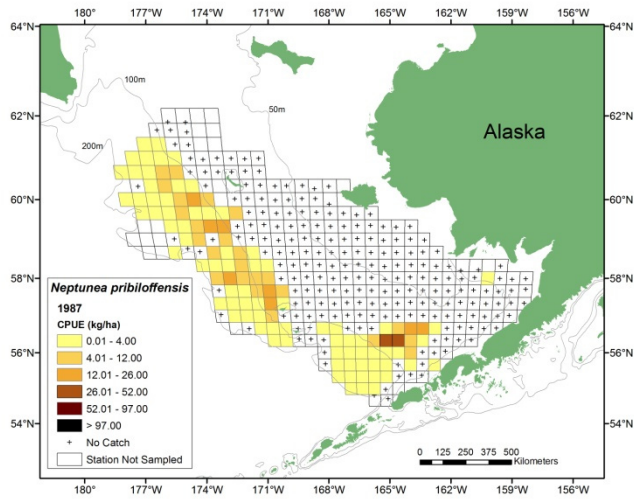 180° 177°W 174°W 171°W 168°W 165°W 162°W 159°W 156°W
64°N 64°N
100m
50m
62°N 62°N
200m
Alaska
60°N 60°N
58°N 58°N
56°N 56°N
54°N 54°N
Neptunea pribiloffensis
1987
CPUE (kg/ha)
0.01 - 4.00
4.01 - 12.00
12.01 - 26.00
26.01 - 52.00
52.01 - 97.00
> 97.00
+ No Catch
Station Not Sampled
0 125 250 375 500
Kilometers
180° 177°W 174°W 171°W 168°W 165°W 162°W 159°W 156°W